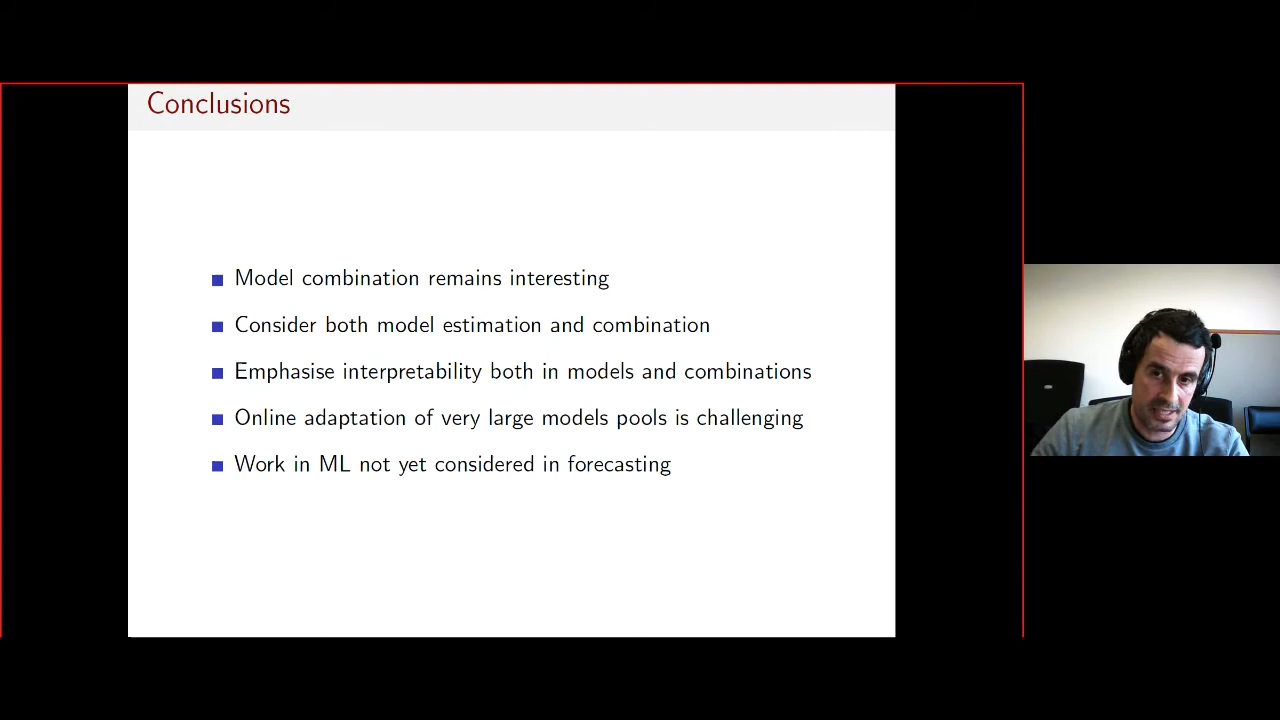 Conclusions
Model combination remains interesting
Consider both model estimation and combination
Emphasise interpretability both in models and combinations
Online adaptation of very large models pools is challenging
Work in ML not yet considered in forecasting